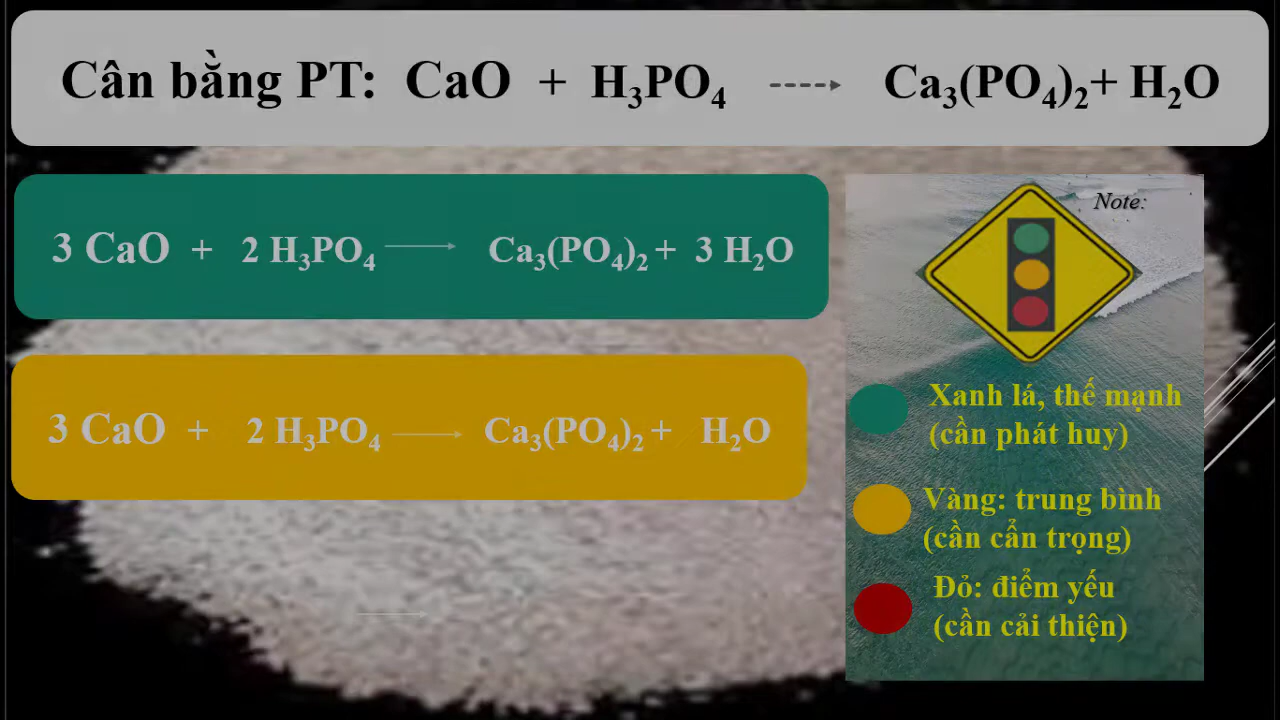 Cân bằng PT: CaO + H₃PO₄ ⇢ Ca₃(PO₄)₂+ H₂O
3 CaO + 2 H₃PO₄ → Ca₃(PO₄)₂ + 3 H₂O
3 CaO + 2 H₃PO₄ → Ca₃(PO₄)₂ + H₂O
Note:
Xanh lá, thế mạnh
(cần phát huy)
Vàng: trung bình
(cần cẩn trọng)
Đỏ: điểm yếu
(cần cải thiện)